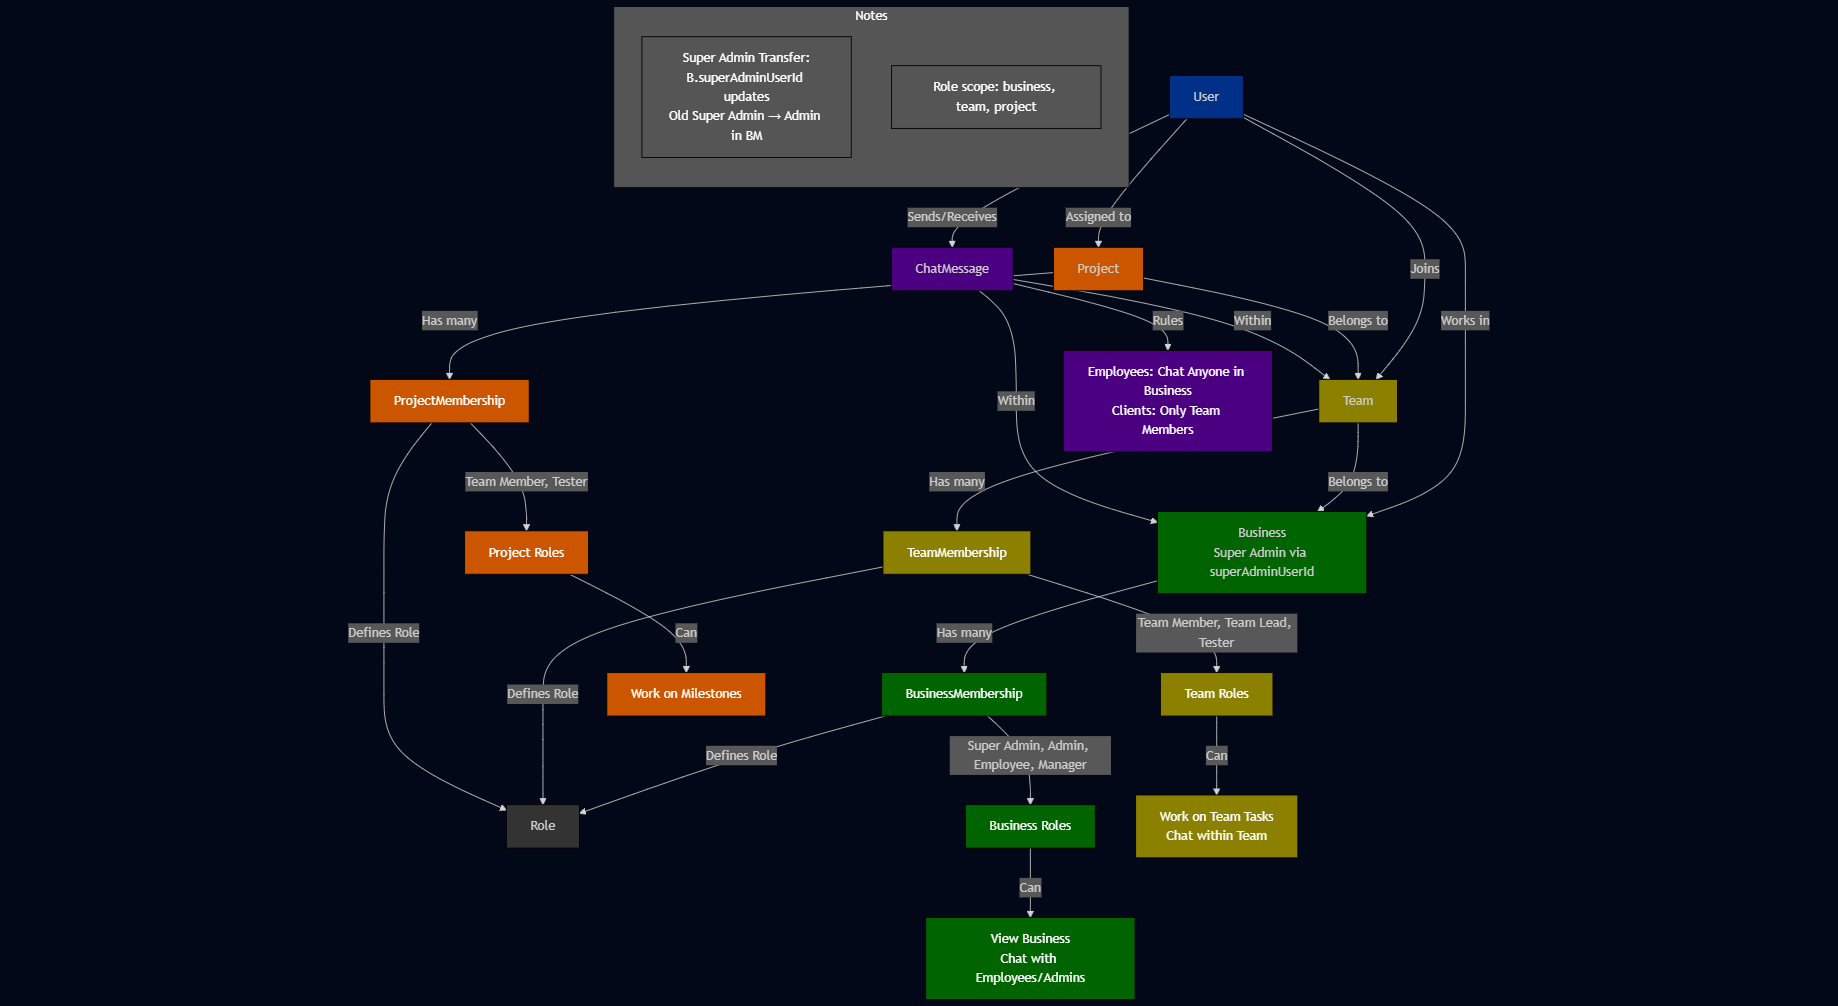 Notes
Super Admin Transfer:
B.superAdminUserId
updates
Old Super Admin → Admin
in BM
Role scope: business,
team, project
User
Sends/Receives
Assigned to
ChatMessage
Project
Joins
Has many
Rules
Within
Belongs to
Works in
Employees: Chat Anyone in
Business
Clients: Only Team
Members
ProjectMembership
Within
Team
Team Member, Tester
Has many
Belongs to
Project Roles
TeamMembership
Business
Super Admin via
superAdminUserId
Defines Role
Can
Has many
Team Member, Team Lead,
Tester
Defines Role
Work on Milestones
BusinessMembership
Team Roles
Defines Role
Super Admin, Admin,
Employee, Manager
Can
Role
Business Roles
Work on Team Tasks
Chat within Team
Can
View Business
Chat with
Employees/Admins